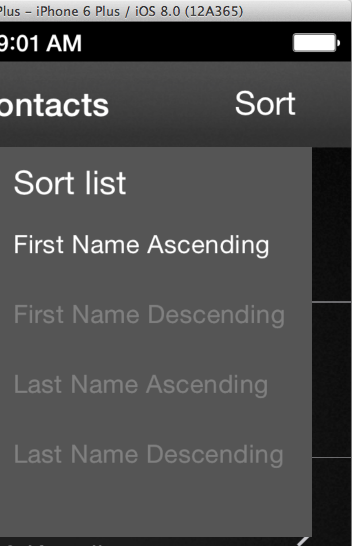 Plus – iPhone 6 Plus / iOS 8.0 (12A365)
9:01 AM
ontacts
Sort
Sort list
First Name Ascending
First Name Descending
Last Name Ascending
Last Name Descending